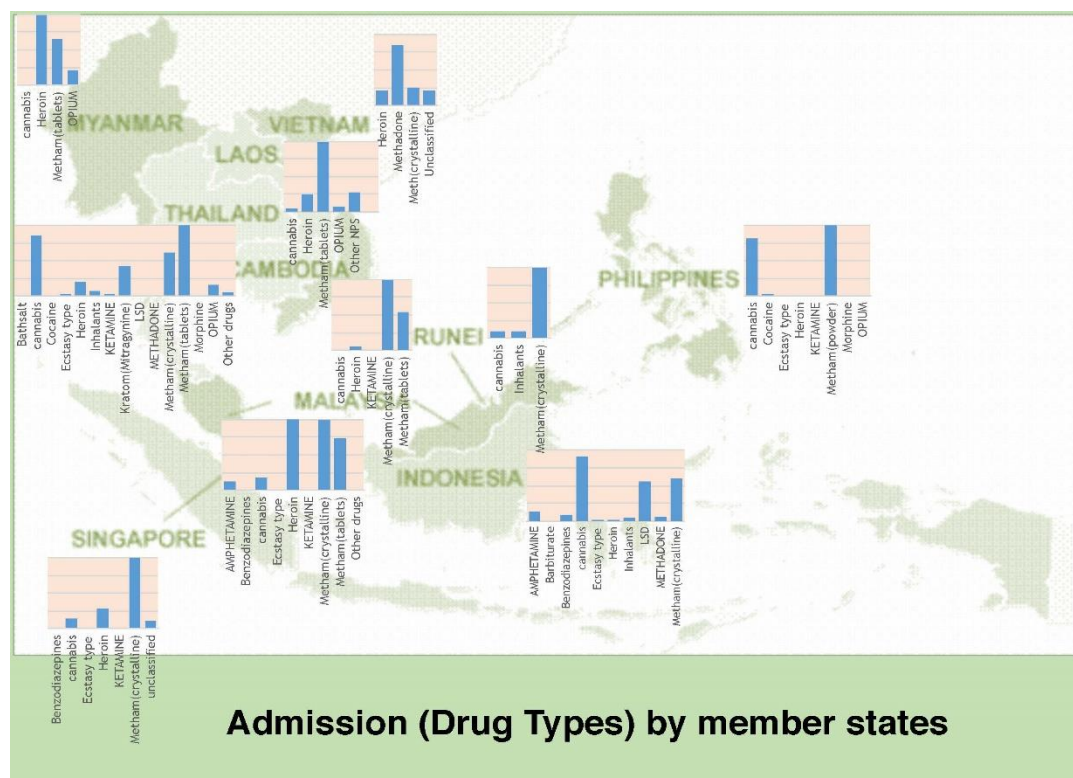 cannabis
Heroin
Metham(tablets)
OPIUM
Heroin
Methadone
Meth(crystalline)
Unclassified
MYANMAR
VIETNAM
LAOS
cannabis
Heroin
Metham(tablets)
OPIUM
Other NPS
THAILAND
CAMBODIA
PHILIPPINES
Bathsalt
cannabis
Cocaine
Ecstasy type
Heroin
Inhalants
KETAMINE
Kratom(Mitragynine)
LSD
METHADONE
Metham(crystalline)
Metham(tablets)
Morphine
OPIUM
Other drugs
cannabis
Heroin
KETAMINE
Metham(crystalline)
Metham(tablets)
RUNEI
cannabis
Inhalants
Metham(crystalline)
cannabis
Cocaine
Ecstasy type
Heroin
KETAMINE
Metham(powder)
Morphine
OPIUM
MALAYS
INDONESIA
AMPHETAMINE
Benzodiazepines
cannabis
Ecstasy type
Heroin
KETAMINE
Metham(crystalline)
Metham(tablets)
Other drugs
AMPHETAMINE
Barbiturate
Benzodiazepines
cannabis
Ecstasy type
Heroin
Inhalants
LSD
METHADONE
Metham(crystalline)
SINGAPORE
Benzodiazepines
cannabis
Ecstasy type
Heroin
KETAMINE
Metham(crystalline)
unclassified
Admission (Drug Types) by member states